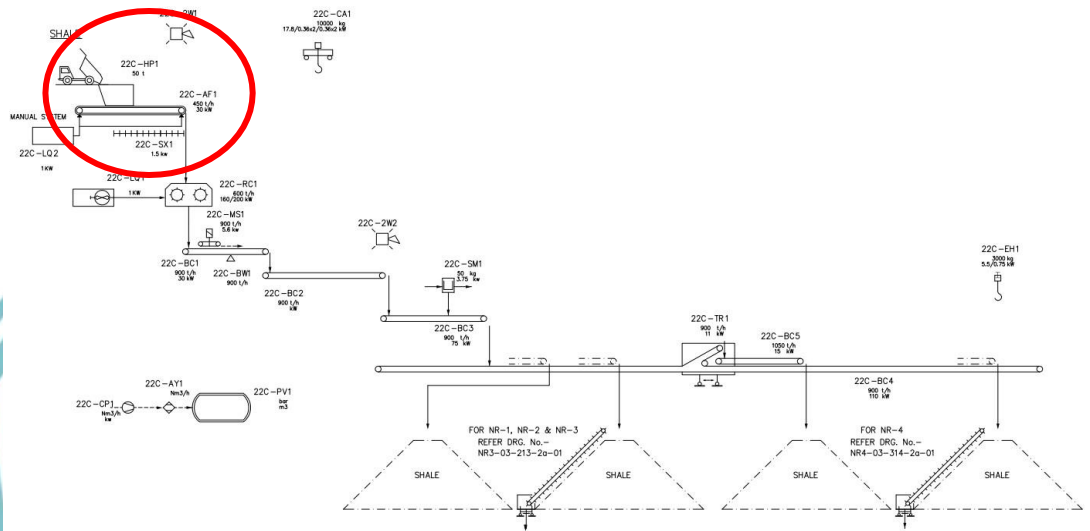 22C-2W1
SHALE
22C-CA1
10000 kg
17.8/0.36x2/0.36x2 kW
22C-HP1
50 t
22C-AF1
450 t/h
30 kW
MANUAL SYSTEM
22C-LQ2
1KW
22C-SX1
1.5 kw
22C-LQ1
1KW
22C-RC1
600 t/h
160/200 kW
22C-MS1
900 t/h
5.6 kw
22C-BC1
900 t/h
30 kW
22C-BW1
900 t/h
22C-2W2
22C-BC2
900 t/h
kW
22C-SM1
50 kg
3.75 kw
22C-EH1
3000 kg
5.5/0.75 kW
22C-BC3
900 t/h
75 kW
22C-TR1
900 t/h
11 kW
22C-BC5
1050 t/h
15 kW
22C-BC4
900 t/h
110 kW
22C-AY1
Nm3/h
22C-CP1
Nm3/h
kw
22C-PV1
bar
m3
FOR NR-1, NR-2 & NR-3
REFER DRG. No.-
NR3-03-213-2a-01
FOR NR-4
REFER DRG. No.-
NR4-03-314-2a-01
SHALE
SHALE
SHALE
SHALE